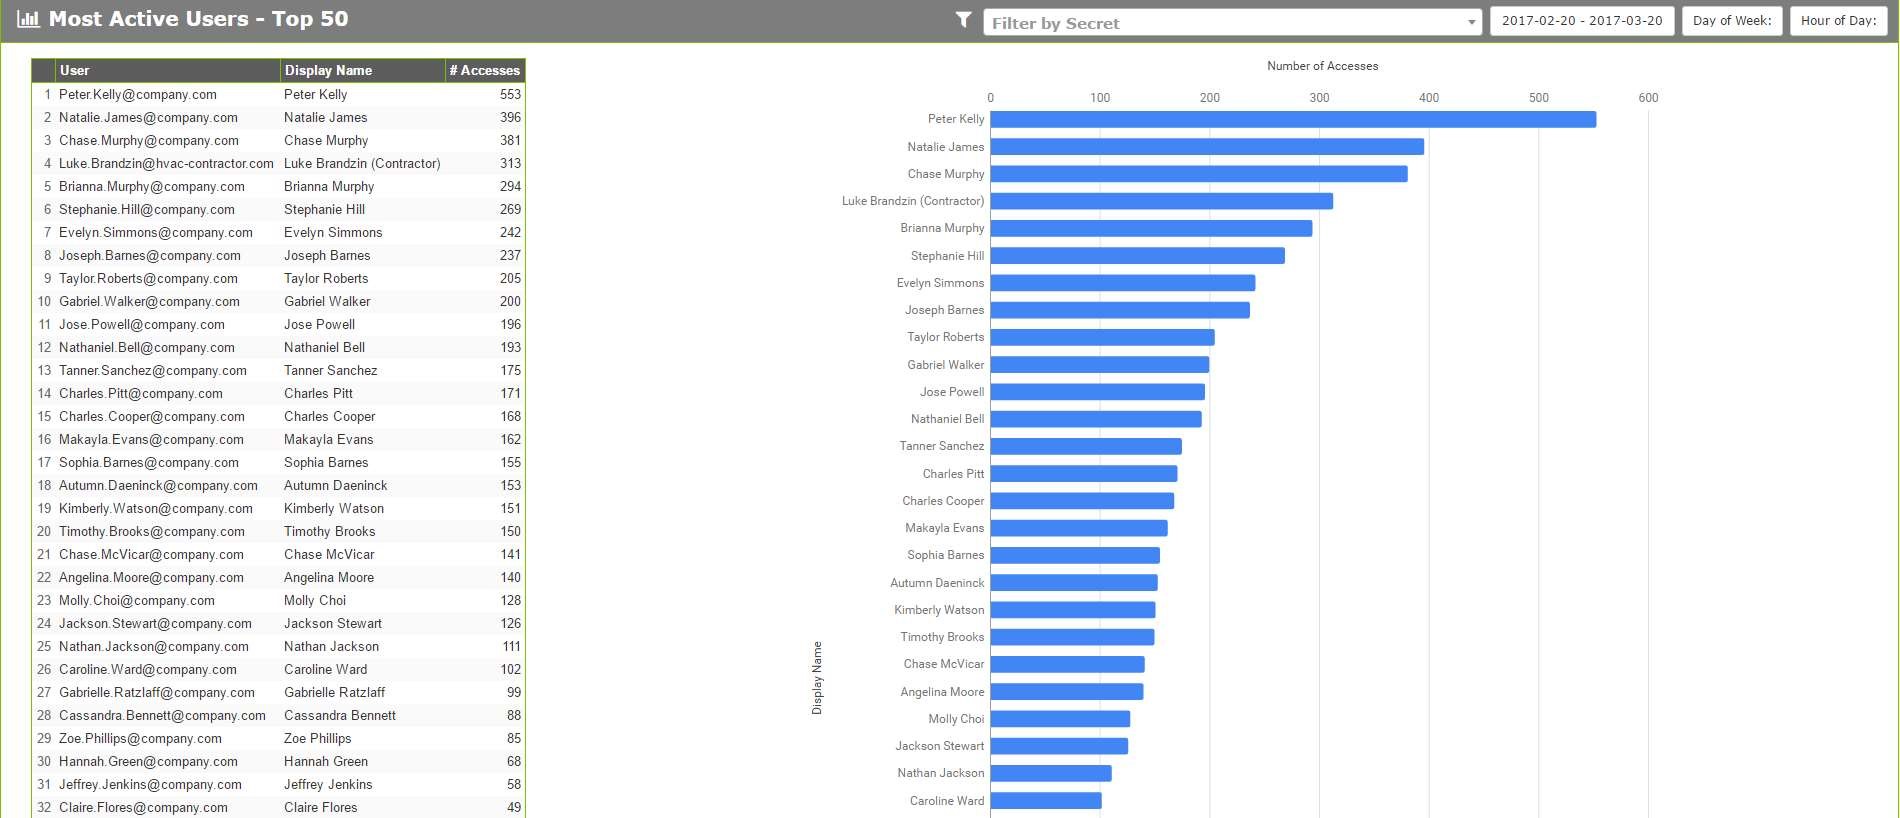 Most Active Users - Top 50
Filter by Secret
2017-02-20 - 2017-03-20
Day of Week:
Hour of Day:
User Display Name # Accesses
1 Peter.Kelly@company.com Peter Kelly 553
2 Natalie.James@company.com Natalie James 396
3 Chase.Murphy@company.com Chase Murphy 381
4 Luke.Brandzin@hvac-contractor.com Luke Brandzin (Contractor) 313
5 Brianna.Murphy@company.com Brianna Murphy 294
6 Stephanie.Hill@company.com Stephanie Hill 269
7 Evelyn.Simmons@company.com Evelyn Simmons 242
8 Joseph.Barnes@company.com Joseph Barnes 237
9 Taylor.Roberts@company.com Taylor Roberts 205
10 Gabriel.Walker@company.com Gabriel Walker 200
11 Jose.Powell@company.com Jose Powell 196
12 Nathaniel.Bell@company.com Nathaniel Bell 193
13 Tanner.Sanchez@company.com Tanner Sanchez 175
14 Charles.Pitt@company.com Charles Pitt 171
15 Charles.Cooper@company.com Charles Cooper 168
16 Makayla.Evans@company.com Makayla Evans 162
17 Sophia.Barnes@company.com Sophia Barnes 155
18 Autumn.Daeninck@company.com Autumn Daeninck 153
19 Kimberly.Watson@company.com Kimberly Watson 151
20 Timothy.Brooks@company.com Timothy Brooks 150
21 Chase.McVicar@company.com Chase McVicar 141
22 Angelina.Moore@company.com Angelina Moore 140
23 Molly.Choi@company.com Molly Choi 128
24 Jackson.Stewart@company.com Jackson Stewart 126
25 Nathan.Jackson@company.com Nathan Jackson 111
26 Caroline.Ward@company.com Caroline Ward 102
27 Gabrielle.Ratzlaff@company.com Gabrielle Ratzlaff 99
28 Cassandra.Bennett@company.com Cassandra Bennett 88
29 Zoe.Phillips@company.com Zoe Phillips 85
30 Hannah.Green@company.com Hannah Green 68
31 Jeffrey.Jenkins@company.com Jeffrey Jenkins 58
32 Claire.Flores@company.com Claire Flores 49
Number of Accesses
0 100 200 300 400 500 600
Peter Kelly
Natalie James
Chase Murphy
Luke Brandzin (Contractor)
Brianna Murphy
Stephanie Hill
Evelyn Simmons
Joseph Barnes
Taylor Roberts
Gabriel Walker
Jose Powell
Nathaniel Bell
Tanner Sanchez
Charles Pitt
Charles Cooper
Makayla Evans
Sophia Barnes
Autumn Daeninck
Kimberly Watson
Timothy Brooks
Chase McVicar
Angelina Moore
Molly Choi
Jackson Stewart
Nathan Jackson
Caroline Ward
Display Name